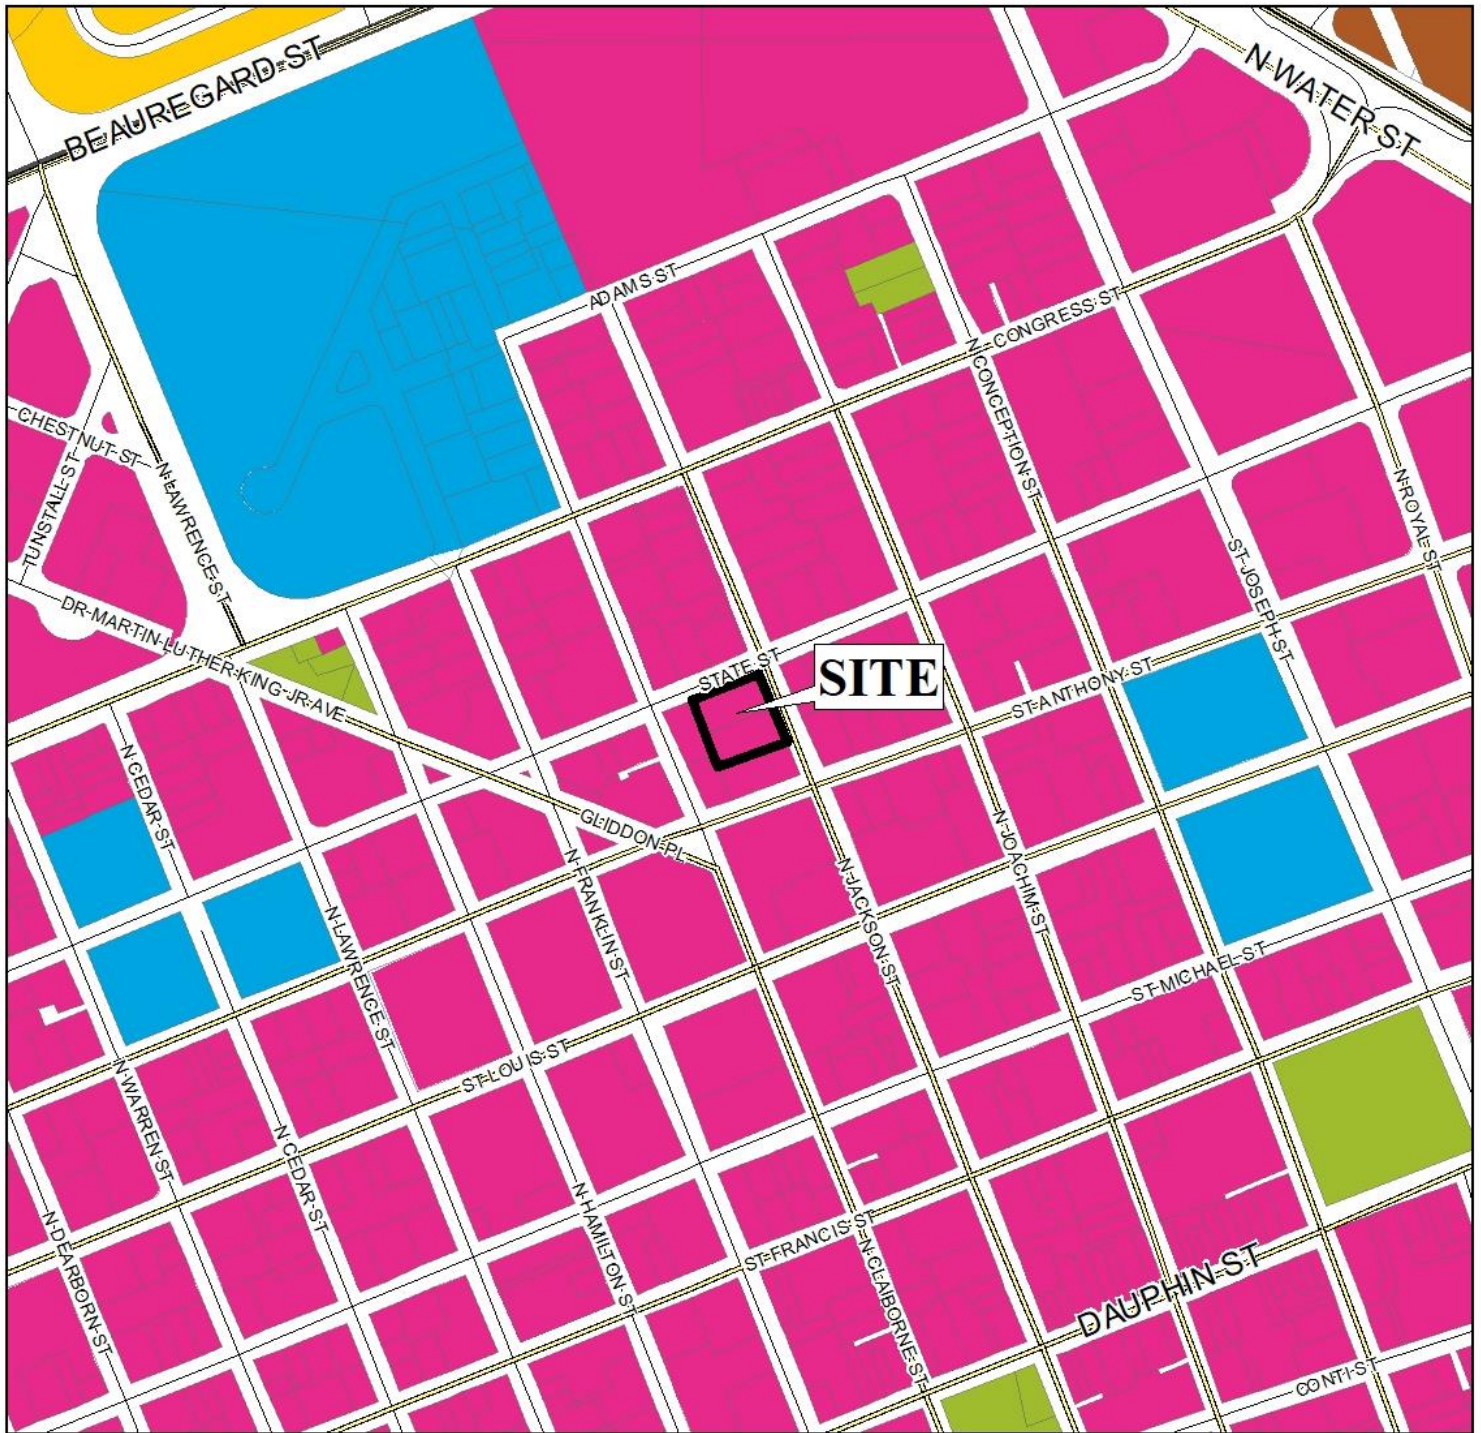 BEAUREGARD ST
N WATER ST
ADAMS ST
N CONGRESS ST
N CONCEPTION ST
CHESTNUT ST
TUNSTALL ST
N LAWRENCE ST
N ROYAL ST
ST JOSEPH ST
DR MARTIN LUTHER KING JR AVE
STATE ST
SITE
ST ANTHONY ST
N CEDAR ST
GLIDDON PL
N FRANKLIN ST
N JACKSON ST
N JOACHIM ST
N LAWRENCE ST
ST MICHAEL ST
ST LOUIS ST
N WARREN ST
N CEDAR ST
N HAMILTON ST
N DEARBORN ST
ST FRANCIS ST
N CLAIBORNE ST
DAUPHIN ST
CONTI ST